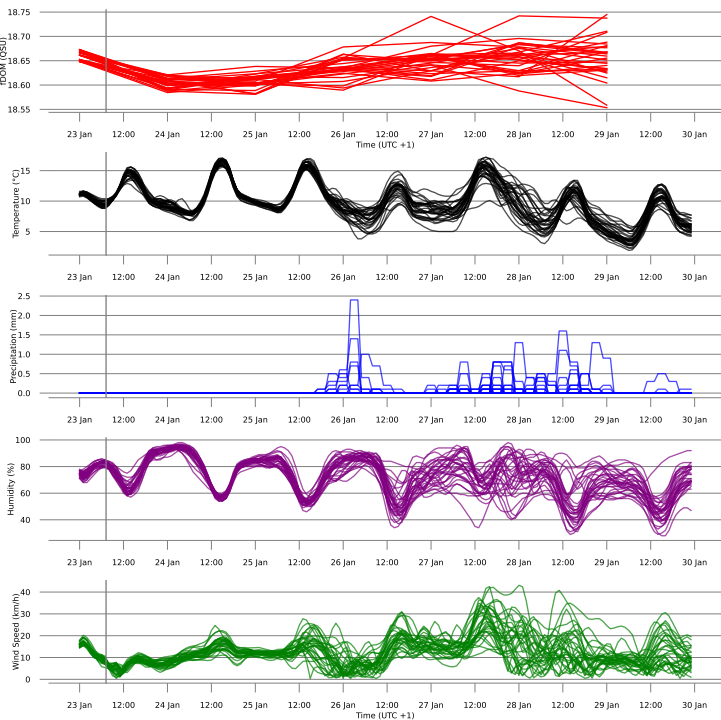 18.75
18.70
18.65
18.60
18.55
fDOM (QSU)
23 Jan 12:00 24 Jan 12:00 25 Jan 12:00 26 Jan 12:00 27 Jan 12:00 28 Jan 12:00 29 Jan 12:00 30 Jan
Time (UTC +1)
15
10
5
Temperature (°C)
23 Jan 12:00 24 Jan 12:00 25 Jan 12:00 26 Jan 12:00 27 Jan 12:00 28 Jan 12:00 29 Jan 12:00 30 Jan
2.5
2.0
1.5
1.0
0.5
0.0
Precipitation (mm)
23 Jan 12:00 24 Jan 12:00 25 Jan 12:00 26 Jan 12:00 27 Jan 12:00 28 Jan 12:00 29 Jan 12:00 30 Jan
100
80
60
40
Humidity (%)
23 Jan 12:00 24 Jan 12:00 25 Jan 12:00 26 Jan 12:00 27 Jan 12:00 28 Jan 12:00 29 Jan 12:00 30 Jan
40
30
20
10
0
Wind Speed (km/h)
23 Jan 12:00 24 Jan 12:00 25 Jan 12:00 26 Jan 12:00 27 Jan 12:00 28 Jan 12:00 29 Jan 12:00 30 Jan
Time (UTC +1)